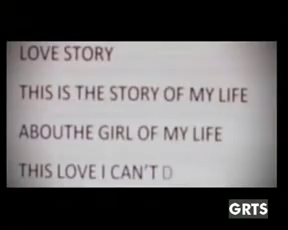 LOVE STORY
THIS IS THE STORY OF MY LIFE
ABOUTHE GIRL OF MY LIFE
THIS LOVE I CAN'T D
GRTS